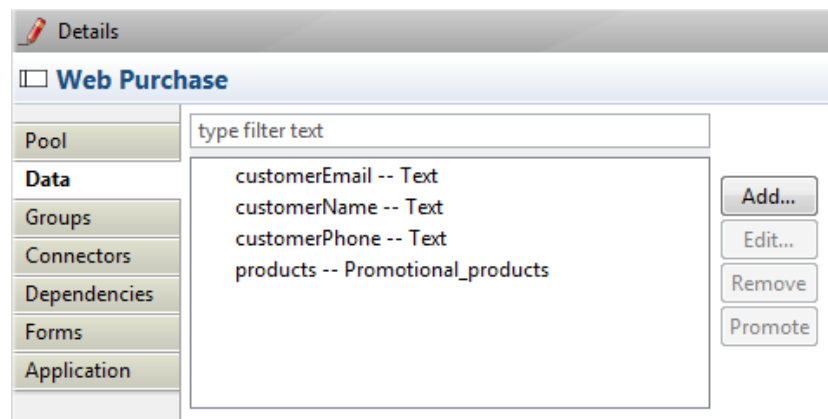 Details
Web Purchase
Pool
Data
Groups
Connectors
Dependencies
Forms
Application
type filter text
customerEmail -- Text
customerName -- Text
customerPhone -- Text
products -- Promotional_products
Add...
Edit...
Remove
Promote